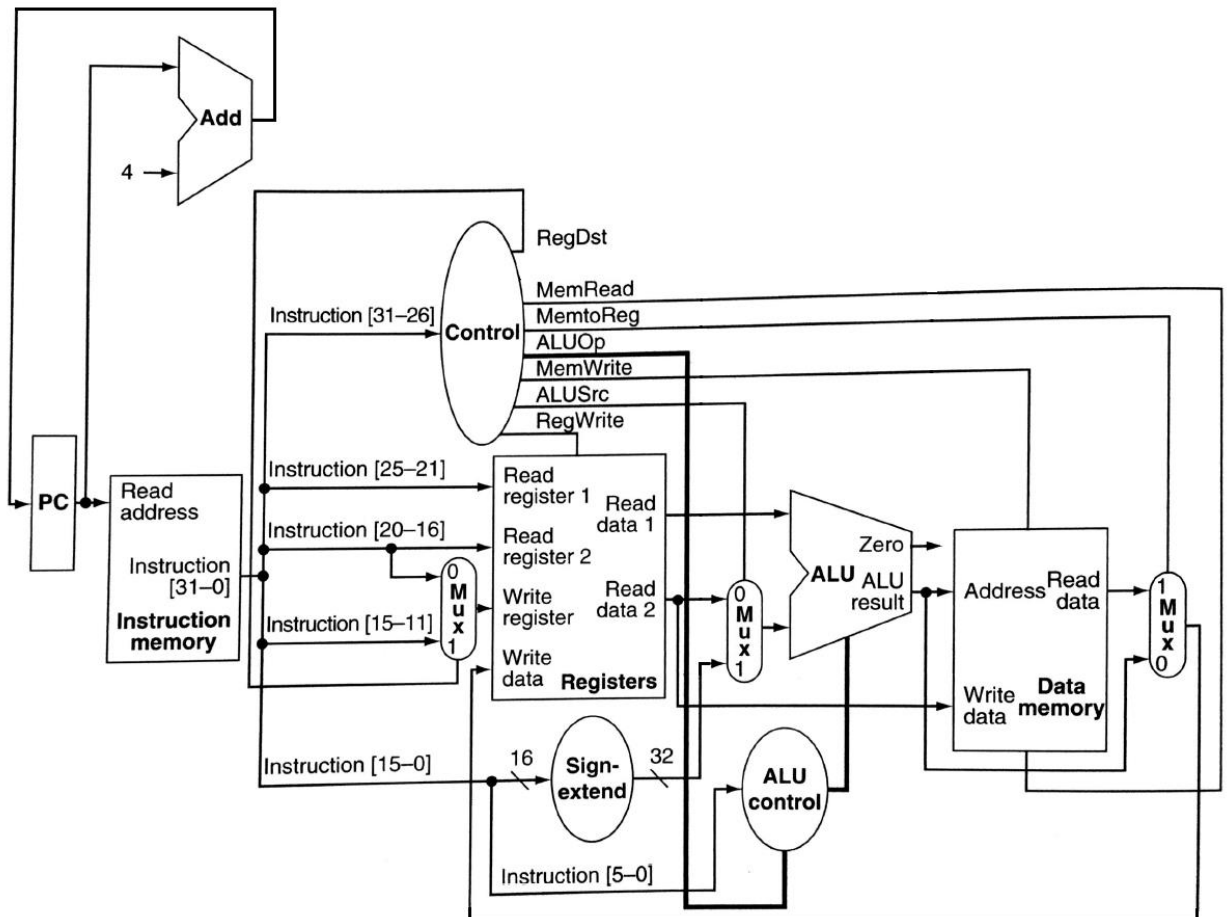 Add
4
RegDst
MemRead
Instruction [31–26]
Control
MemtoReg
ALUOp
MemWrite
ALUSrc
RegWrite
PC
Read
address
Instruction
[31–0]
Instruction
memory
Instruction [25–21]
Instruction [20–16]
Instruction [15–11]
0
M
u
x
1
Read
register 1
Read
register 2
Write
register
Write
data
Read
data 1
Read
data 2
Registers
0
M
u
x
1
Zero
ALU
ALU
result
Address
Read
data
Write
data
Data
memory
1
M
u
x
0
Instruction [15–0]
16
Sign-
extend
32
ALU
control
Instruction [5–0]